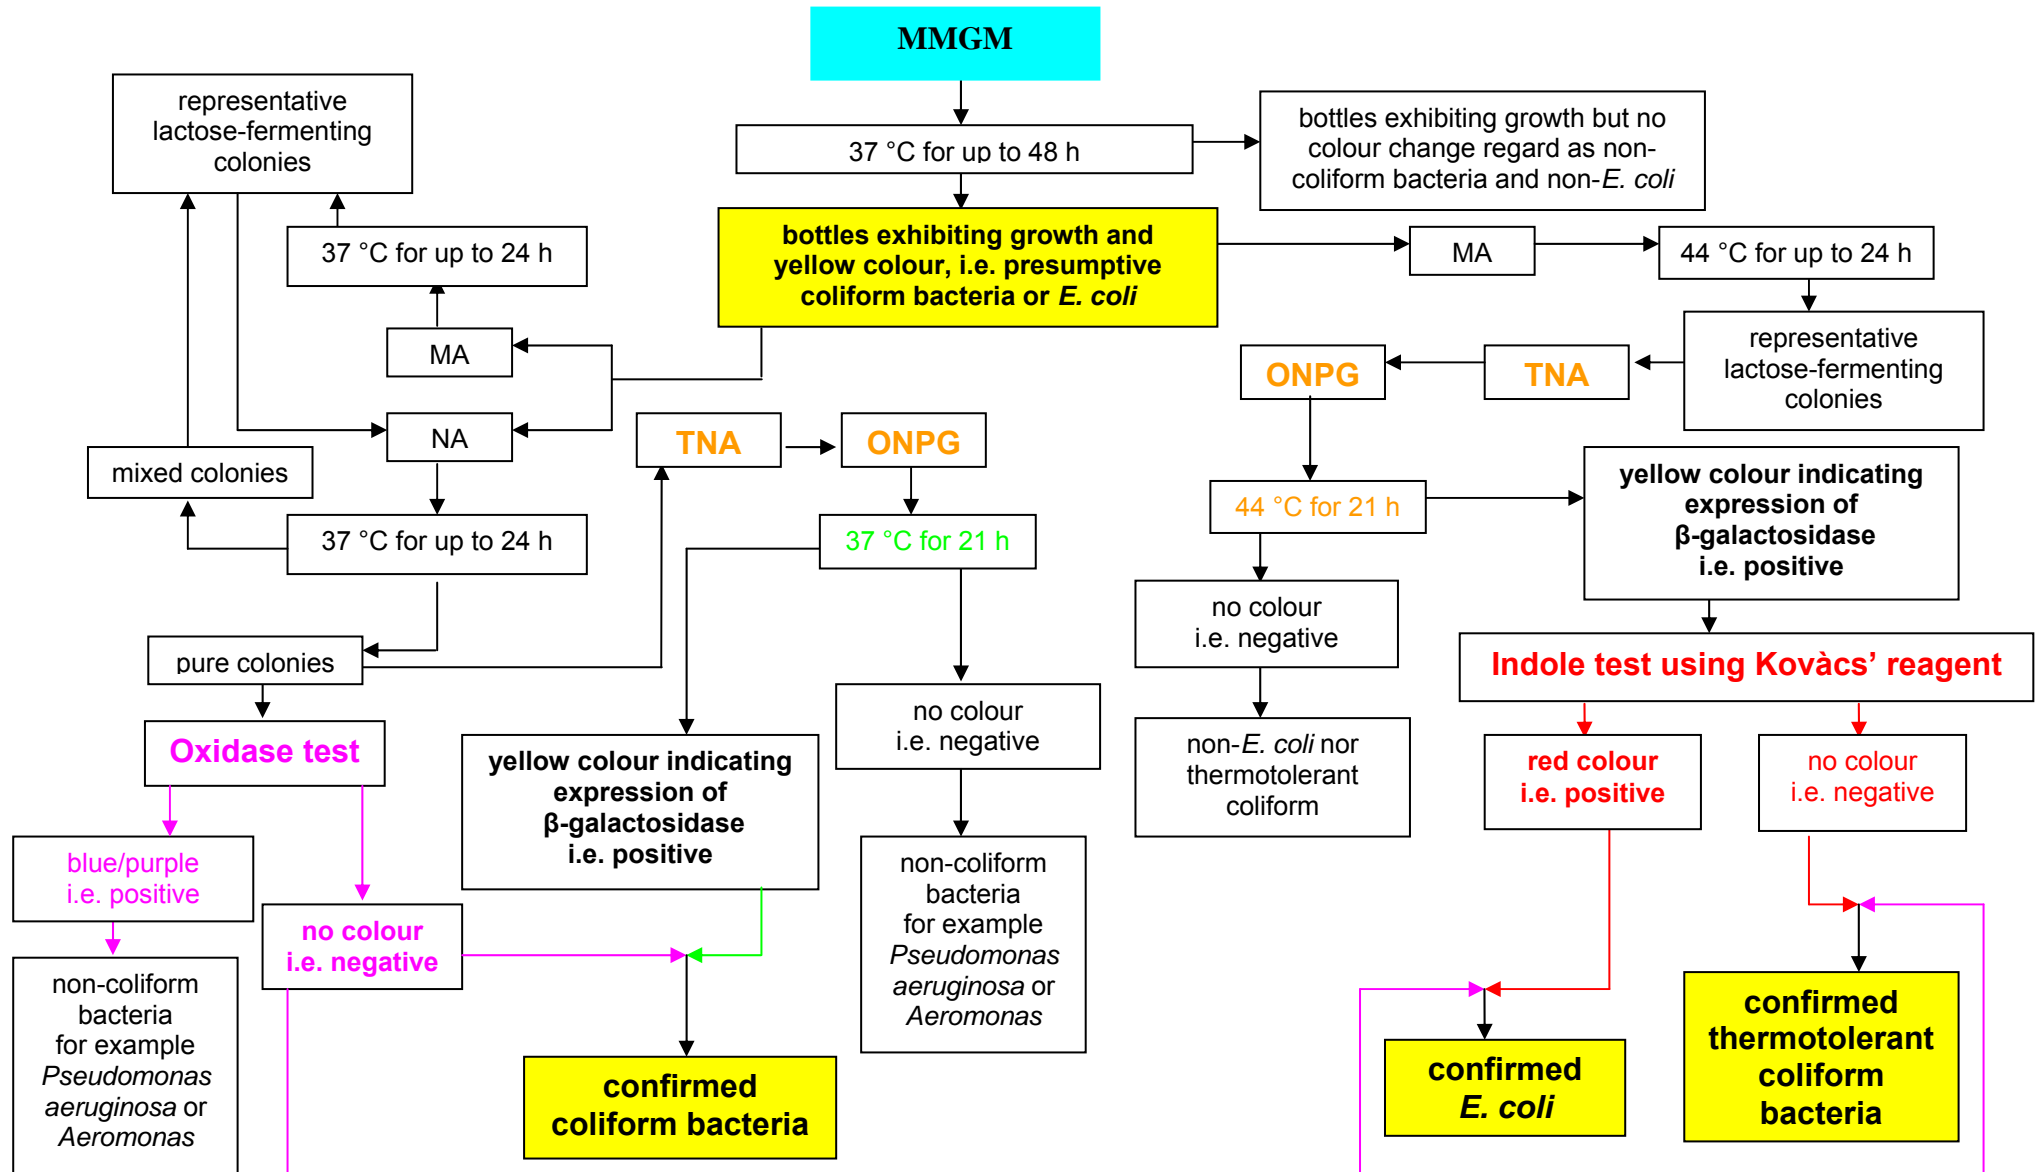 MMGM
representative
lactose-fermenting
colonies
37 °C for up to 48 h
bottles exhibiting growth but no
colour change regard as non-
coliform bacteria and non-E. coli
37 °C for up to 24 h
bottles exhibiting growth and
yellow colour, i.e. presumptive
coliform bacteria or E. coli
MA
44 °C for up to 24 h
MA
representative
lactose-fermenting
colonies
ONPG
TNA
NA
TNA
ONPG
mixed colonies
37 °C for up to 24 h
37 °C for 21 h
44 °C for 21 h
yellow colour indicating
expression of
β-galactosidase
i.e. positive
no colour
i.e. negative
pure colonies
Indole test using Kovàcs’ reagent
no colour
i.e. negative
Oxidase test
yellow colour indicating
expression of
β-galactosidase
i.e. positive
non-E. coli nor
thermotolerant
coliform
red colour
i.e. positive
no colour
i.e. negative
blue/purple
i.e. positive
no colour
i.e. negative
non-coliform
bacteria
for example
Pseudomonas
aeruginosa or
Aeromonas
non-coliform
bacteria
for example
Pseudomonas
aeruginosa or
Aeromonas
confirmed
coliform bacteria
confirmed
E. coli
confirmed
thermotolerant
coliform
bacteria